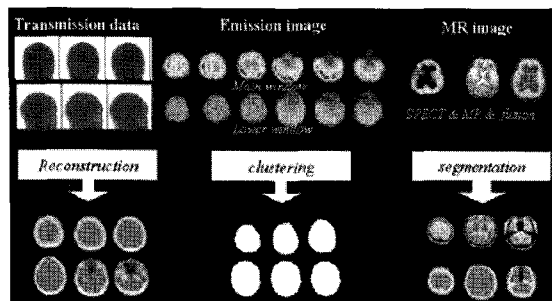 Transmission data
Emission image
MR image
Main window
Lower window
SPECT & MR & fusion
Reconstruction
clustering
segmentation